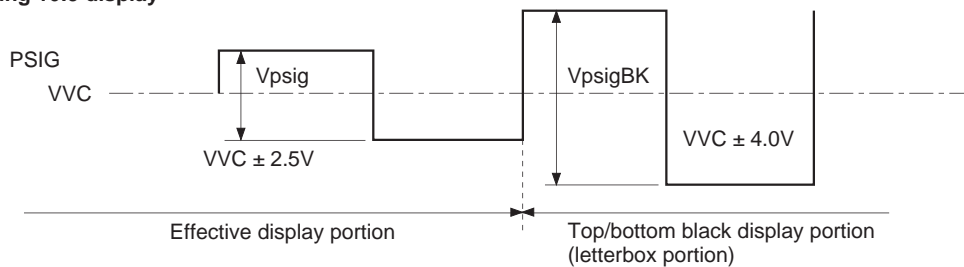 PSIG
Vpsig
VpsigBK
VVC
VVC ± 4.0V
VVC ± 2.5V
Effective display portion
Top/bottom black display portion
(letterbox portion)